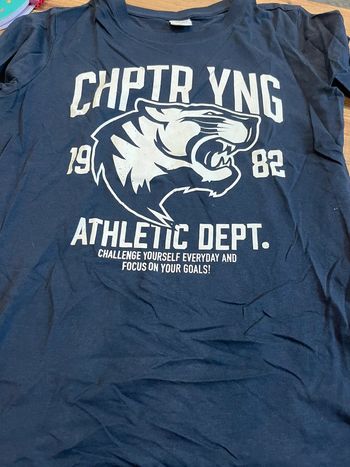 CHPTR YNG
19 82
ATHLETIC DEPT.
CHALLENGE YOURSELF EVERYDAY AND
FOCUS ON YOUR GOALS!